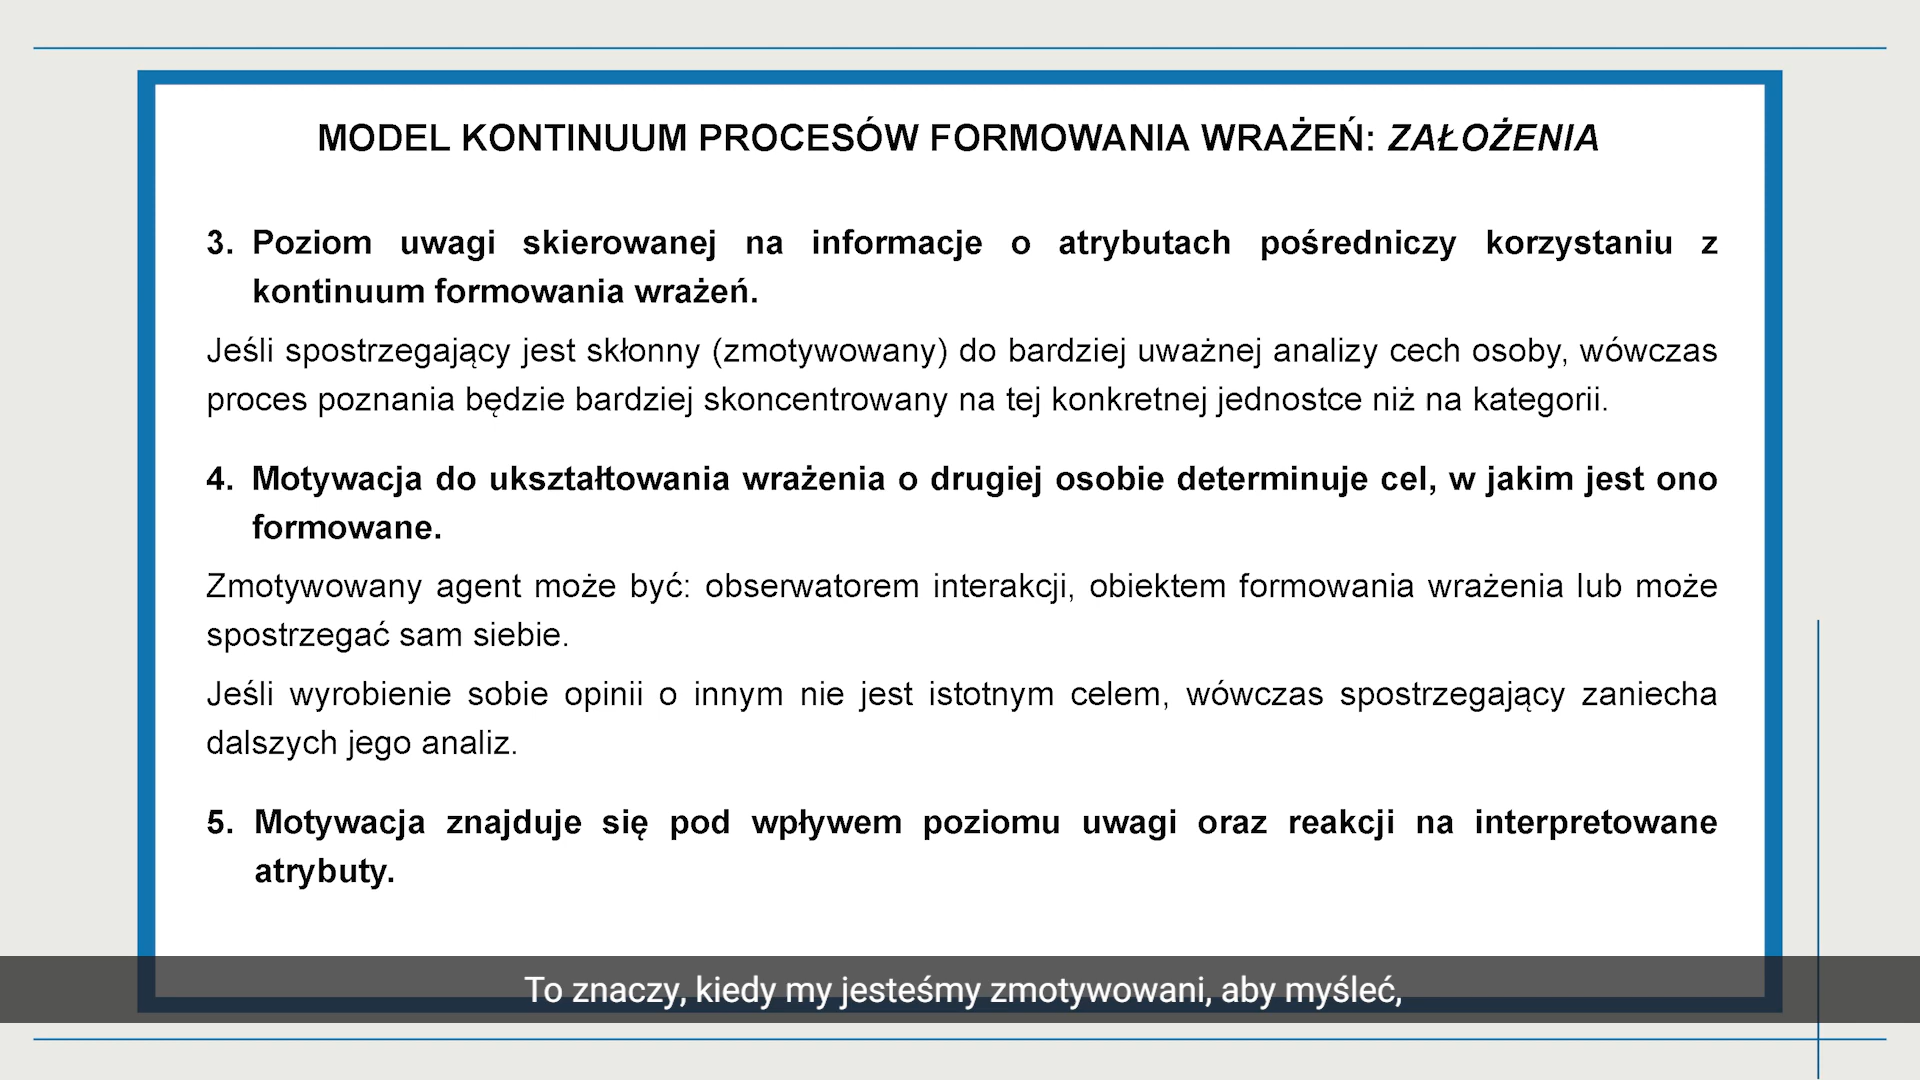 MODEL KONTINUUM PROCESÓW FORMOWANIA WRAŻEŃ: ZAŁOŻENIA
3. Poziom uwagi skierowanej na informacje o atrybutach pośredniczy korzystaniu z
kontinuum formowania wrażeń.
Jeśli spostrzegający jest skłonny (zmotywowany) do bardziej uważnej analizy cech osoby, wówczas
proces poznania będzie bardziej skoncentrowany na tej konkretnej jednostce niż na kategorii.
4. Motywacja do ukształtowania wrażenia o drugiej osobie determinuje cel, w jakim jest ono
formowane.
Zmotywowany agent może być: obserwatorem interakcji, obiektem formowania wrażenia lub może
spostrzegać sam siebie.
Jeśli wyrobienie sobie opinii o innym nie jest istotnym celem, wówczas spostrzegający zaniecha
dalszych jego analiz.
5. Motywacja znajduje się pod wpływem poziomu uwagi oraz reakcji na interpretowane
atrybuty.
To znaczy, kiedy my jesteśmy zmotywowani, aby myśleć,